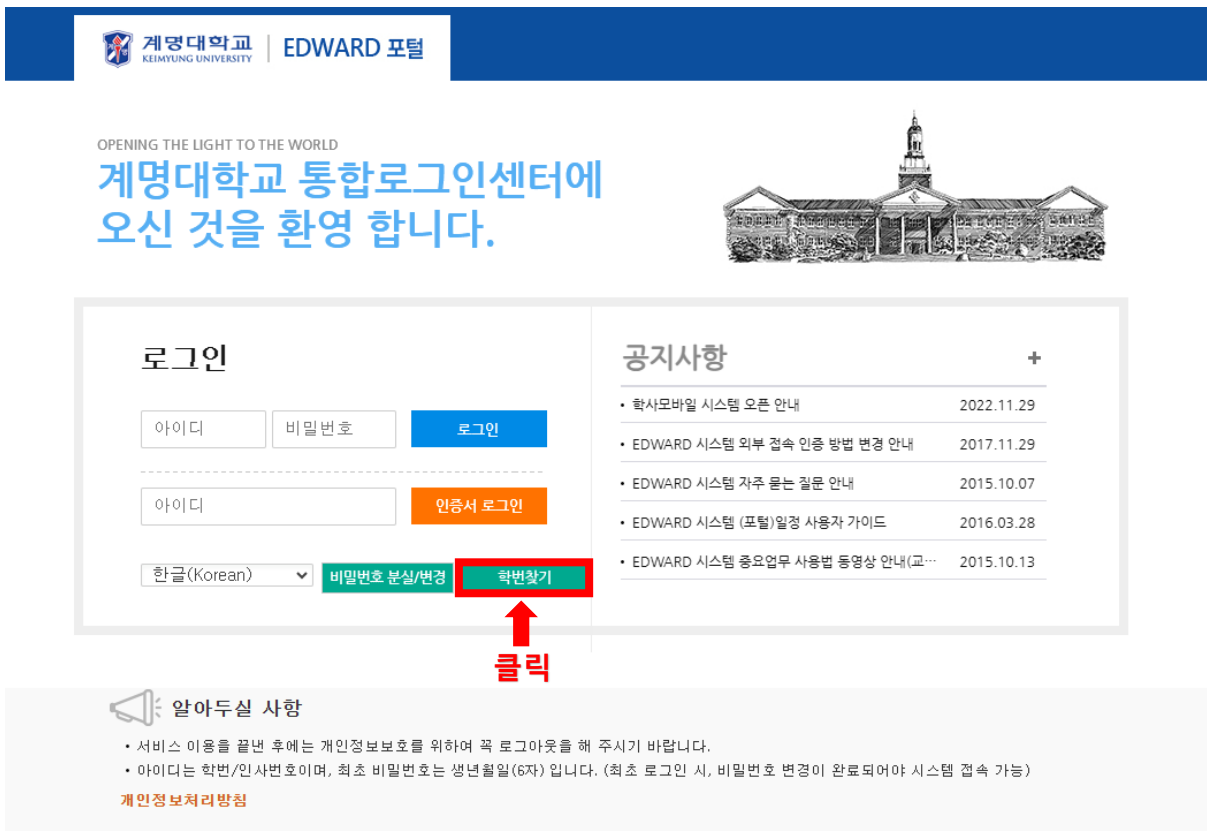 계명대학교
KEIMYUNG UNIVERSITY
EDWARD 포털
OPENING THE LIGHT TO THE WORLD
계명대학교 통합로그인센터에
오신 것을 환영 합니다.
로그인
아이디
비밀번호
로그인
아이디
인증서 로그인
한글(Korean)
비밀번호 분실/변경
학번찾기
클릭
공지사항
+
• 학사모바일 시스템 오픈 안내 2022.11.29
• EDWARD 시스템 외부 접속 인증 방법 변경 안내 2017.11.29
• EDWARD 시스템 자주 묻는 질문 안내 2015.10.07
• EDWARD 시스템 (포털)일정 사용자 가이드 2016.03.28
• EDWARD 시스템 중요업무 사용법 동영상 안내(교… 2015.10.13
알아두실 사항
• 서비스 이용을 끝낸 후에는 개인정보보호를 위하여 꼭 로그아웃을 해 주시기 바랍니다.
• 아이디는 학번/인사번호이며, 최초 비밀번호는 생년월일(6자) 입니다. (최초 로그인 시, 비밀번호 변경이 완료되어야 시스템 접속 가능)
개인정보처리방침